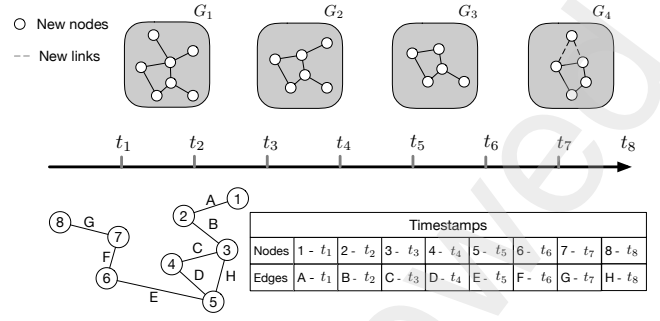 G₁ G₂ G₃ G₄
New nodes
New links
t₁ t₂ t₃ t₄ t₅ t₆ t₇ t₈
A 1
2 B
8 G 7
C 3
F 4 D H
6
E 5
Timestamps
Nodes 1 - t₁ 2 - t₂ 3 - t₃ 4 - t₄ 5 - t₅ 6 - t₆ 7 - t₇ 8 - t₈
Edges A - t₁ B - t₂ C - t₃ D - t₄ E - t₅ F - t₆ G - t₇ H - t₈